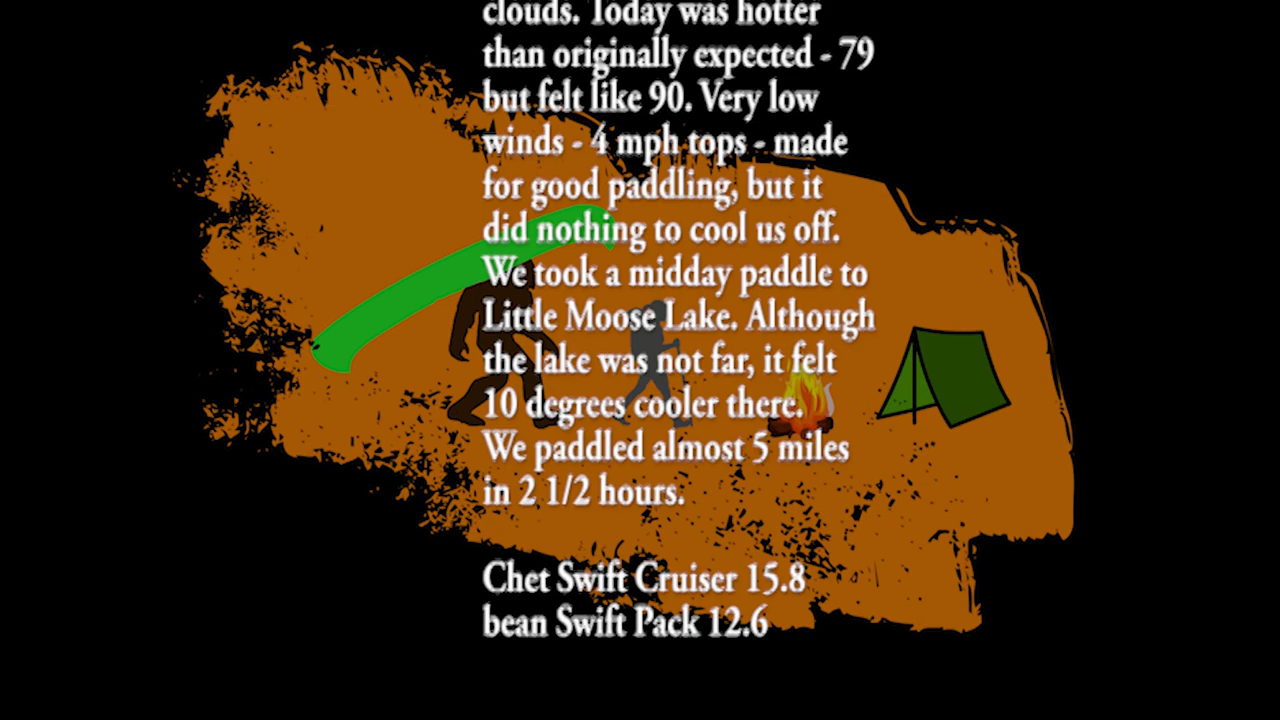 clouds. Today was hotter
than originally expected - 79
but felt like 90. Very low
winds - 4 mph tops - made
for good paddling, but it
did nothing to cool us off.
We took a midday paddle to
Little Moose Lake. Although
the lake was not far, it felt
10 degrees cooler there.
We paddled almost 5 miles
in 2 1/2 hours.
Chet Swift Cruiser 15.8
bean Swift Pack 12.6